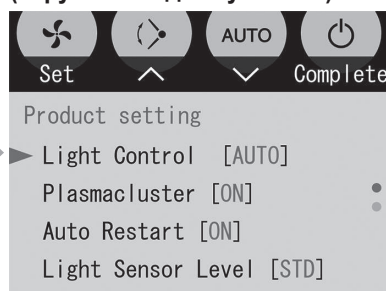 AUTO
Set Complete
Product setting
Light Control [AUTO]
Plasmacluster [ON]
Auto Restart [ON]
Light Sensor Level [STD]